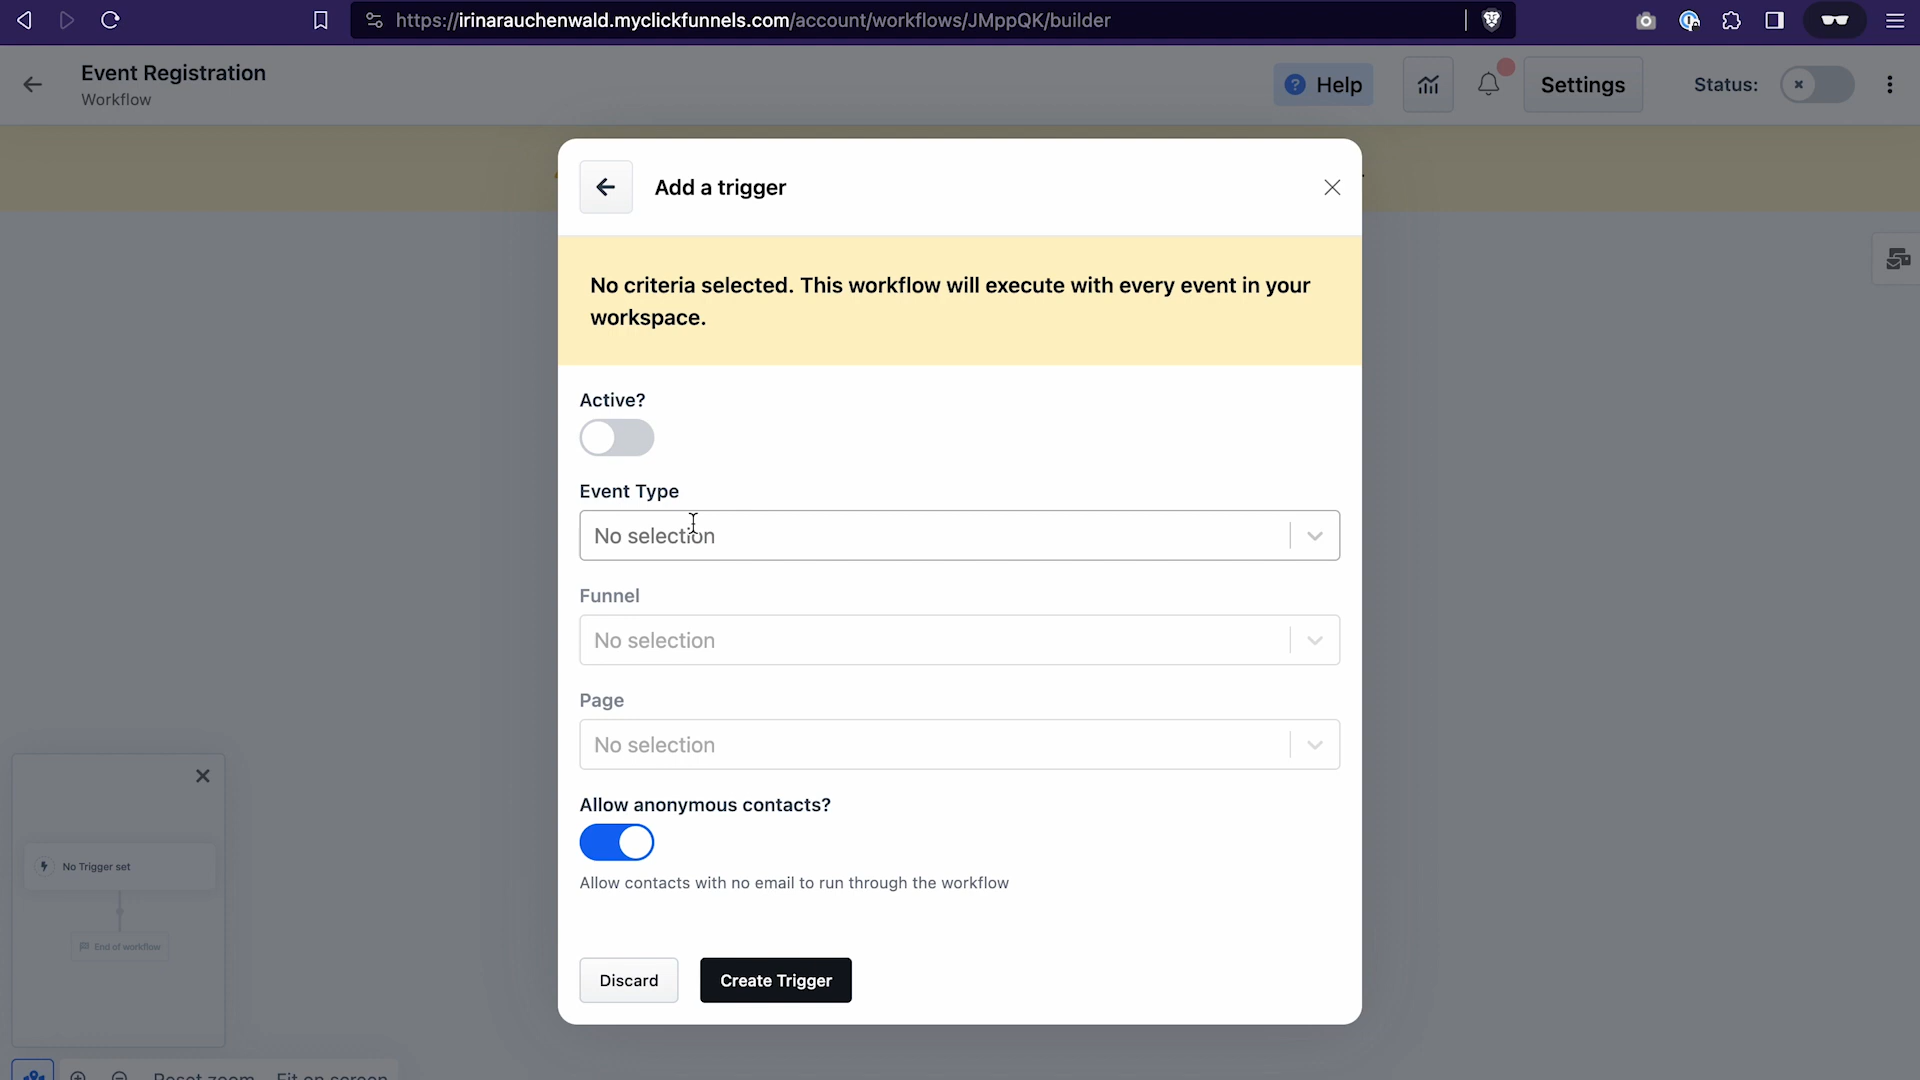 https://irinarauchenwald.myclickfunnels.com/account/workflows/JMppQK/builder
Event Registration
Workflow
Help
Settings
Status:
Add a trigger
No criteria selected. This workflow will execute with every event in your
workspace.
Active?
Event Type
No selection
Funnel
No selection
Page
No selection
Allow anonymous contacts?
Allow contacts with no email to run through the workflow
Discard
Create Trigger
No Trigger set
End of workflow
Reset zoom
Fit on screen